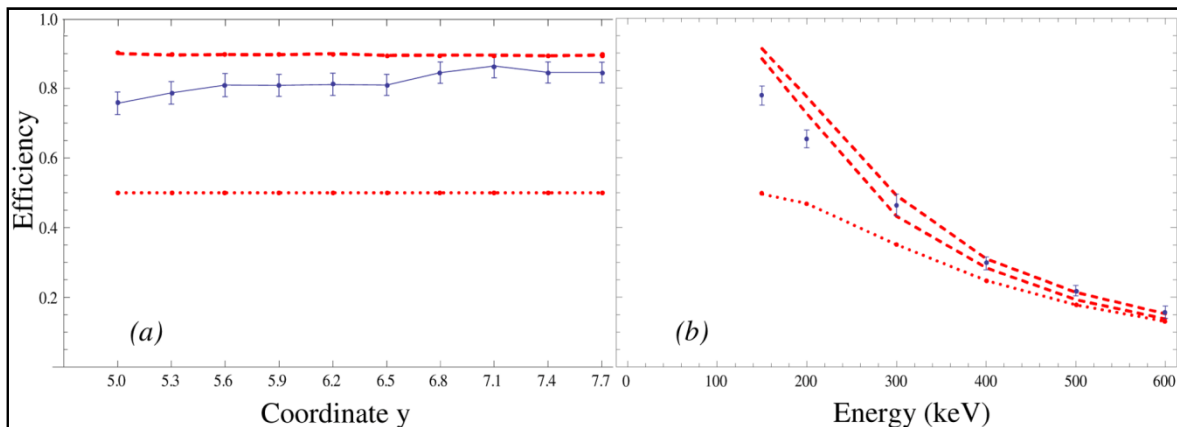 1.0
0.8
0.6
0.4
0.2
Efficiency
(a)
5.0 5.3 5.6 5.9 6.2 6.5 6.8 7.1 7.4 7.7
Coordinate y
(b)
0 100 200 300 400 500 600
Energy (keV)